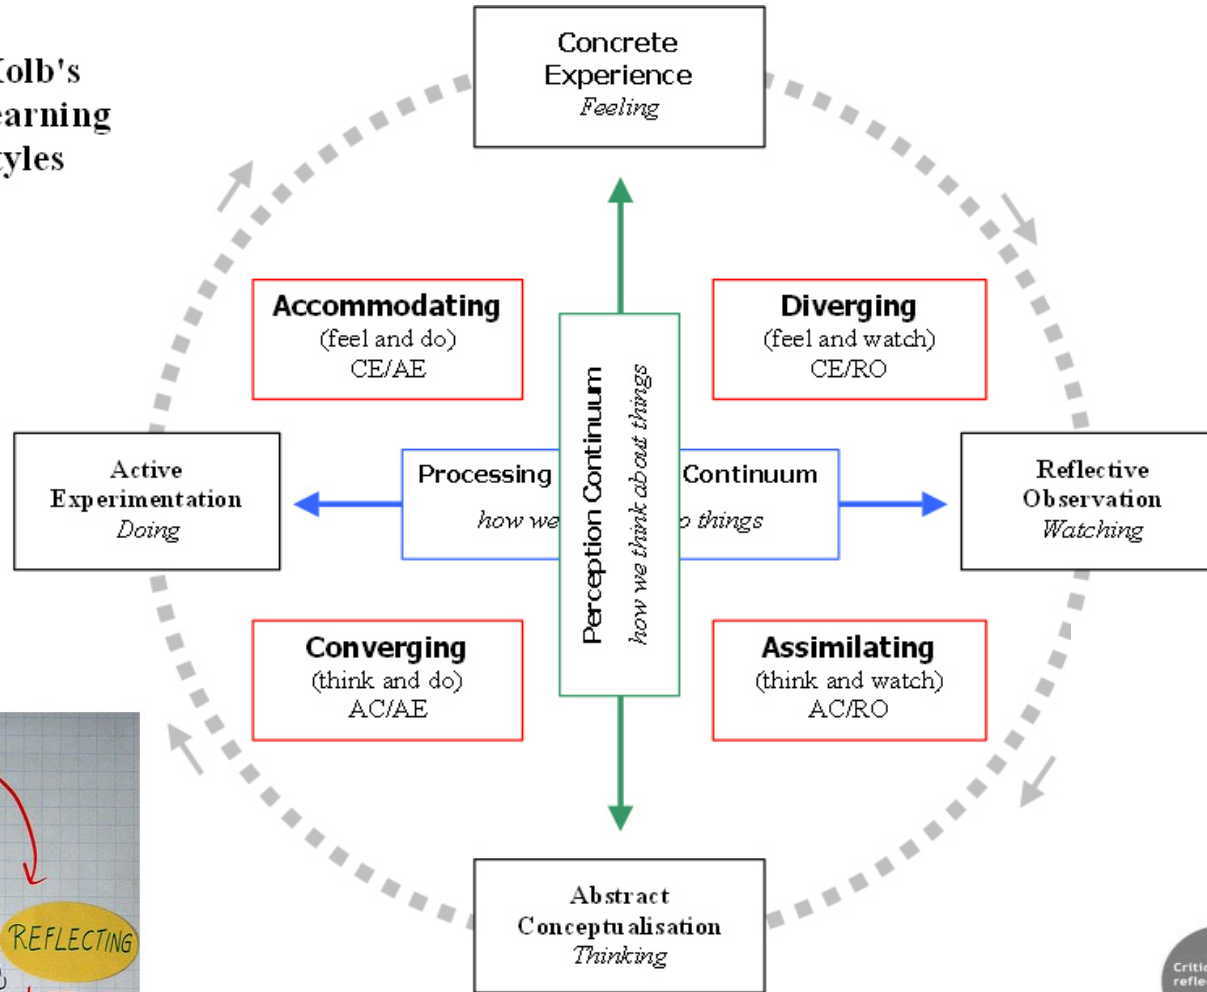 Kolb's
earning
tyles
Concrete
Experience
Feeling
Accommodating
(feel and do)
CE/AE
Diverging
(feel and watch)
CE/RO
Active
Experimentation
Doing
Processing
Continuum
how we
things
Perception Continuum
how we think about things
Reflective
Observation
Watching
Converging
(think and do)
AC/AE
Assimilating
(think and watch)
AC/RO
Abstract
Conceptualisation
Thinking
REFLECTING
Critic
refle